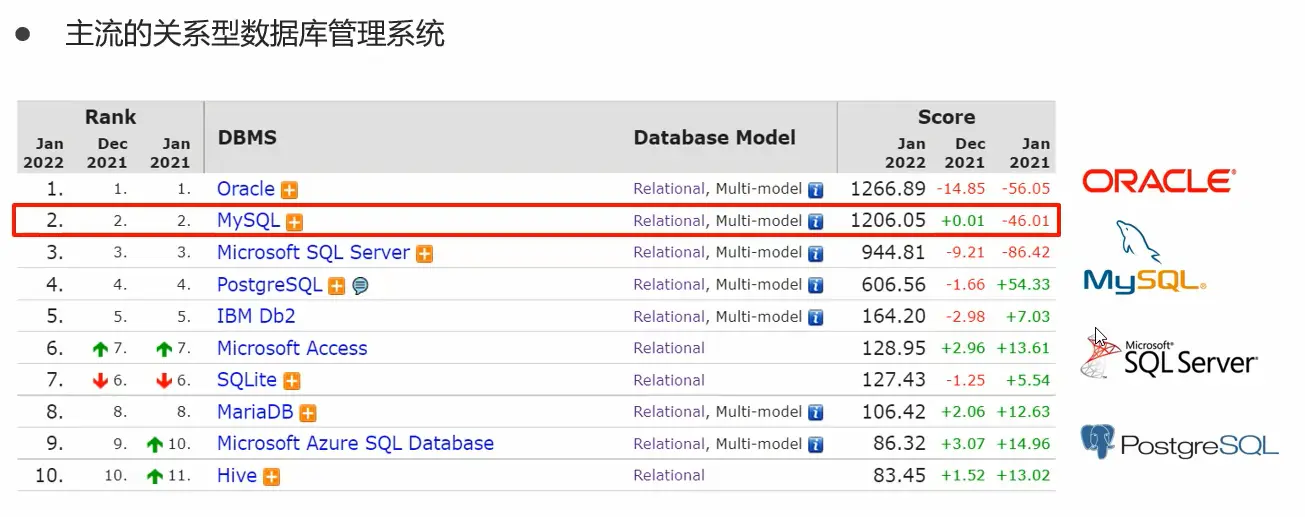 ● 主流的关系型数据库管理系统
Rank Score
Jan 2022 Dec 2021 Jan 2021 DBMS Database Model Jan 2022 Dec 2021 Jan 2021
1. 1. 1. Oracle Relational, Multi-model 1266.89 -14.85 -56.05
2. 2. 2. MySQL Relational, Multi-model 1206.05 +0.01 -46.01
3. 3. 3. Microsoft SQL Server Relational, Multi-model 944.81 -9.21 -86.42
4. 4. 4. PostgreSQL Relational, Multi-model 606.56 -1.66 +54.33
5. 5. 5. IBM Db2 Relational, Multi-model 164.20 -2.98 +7.03
6. 7. 7. Microsoft Access Relational 128.95 +2.96 +13.61
7. 6. 6. SQLite Relational 127.43 -1.25 +5.54
8. 8. 8. MariaDB Relational, Multi-model 106.42 +2.06 +12.63
9. 9. 10. Microsoft Azure SQL Database Relational, Multi-model 86.32 +3.07 +14.96
10. 10. 11. Hive Relational 83.45 +1.52 +13.02
ORACLE®
MySQL®
Microsoft®
SQL Server®
PostgreSQL